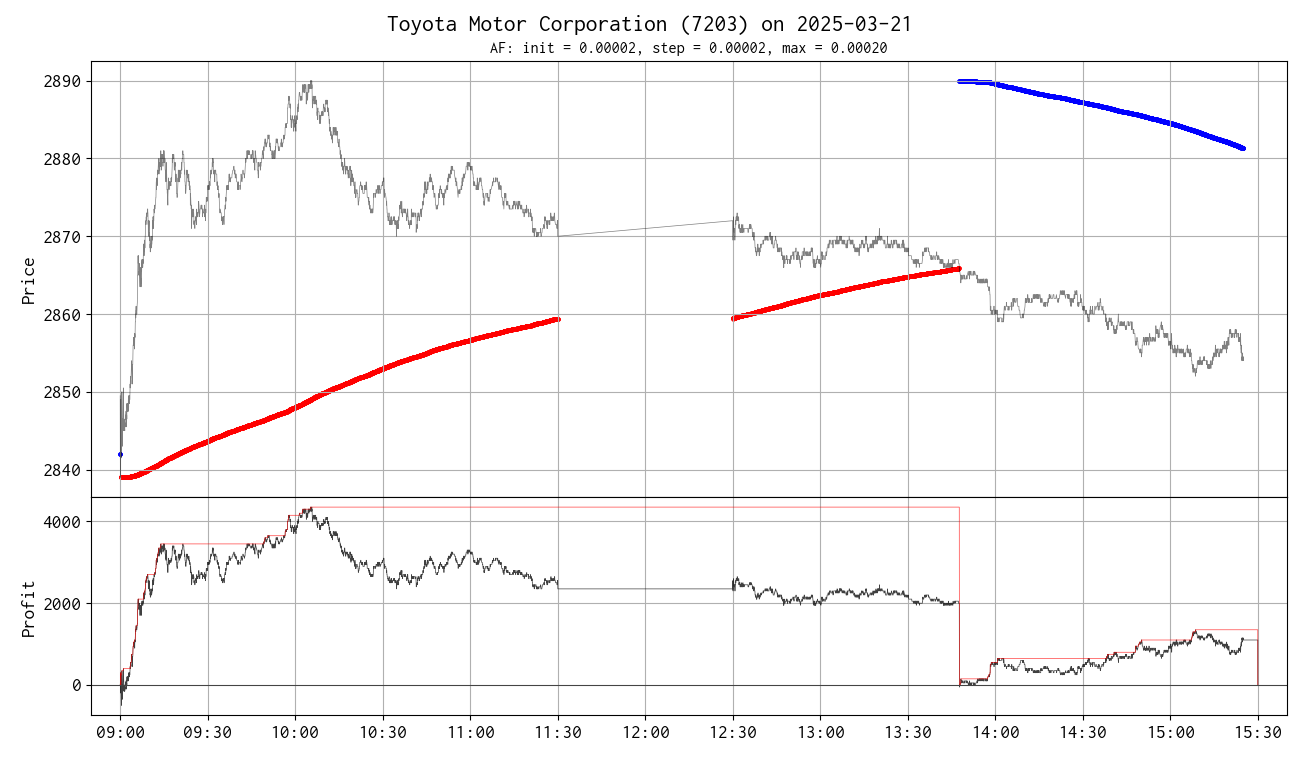 Toyota Motor Corporation (7203) on 2025-03-21
AF: init = 0.00002, step = 0.00002, max = 0.00020
Price
2890
2880
2870
2860
2850
2840
Profit
4000
2000
0
09:00 09:30 10:00 10:30 11:00 11:30 12:00 12:30 13:00 13:30 14:00 14:30 15:00 15:30